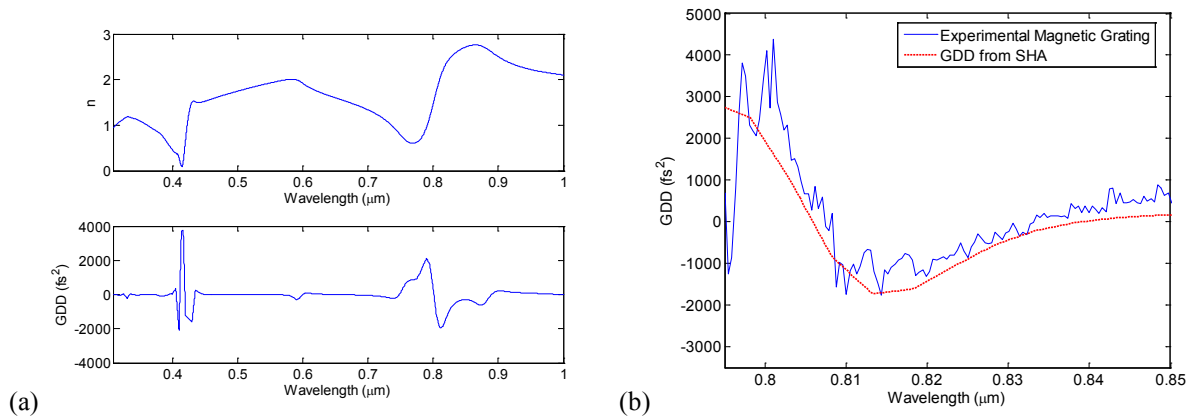 3
2
1
0
n
0.4 0.5 0.6 0.7 0.8 0.9 1
Wavelength (μm)
4000
2000
0
-2000
-4000
GDD (fs²)
0.4 0.5 0.6 0.7 0.8 0.9 1
Wavelength (μm)
(a)
5000
4000
3000
2000
1000
0
-1000
-2000
-3000
GDD (fs²)
Experimental Magnetic Grating
GDD from SHA
0.8 0.81 0.82 0.83 0.84 0.85
Wavelength (μm)
(b)